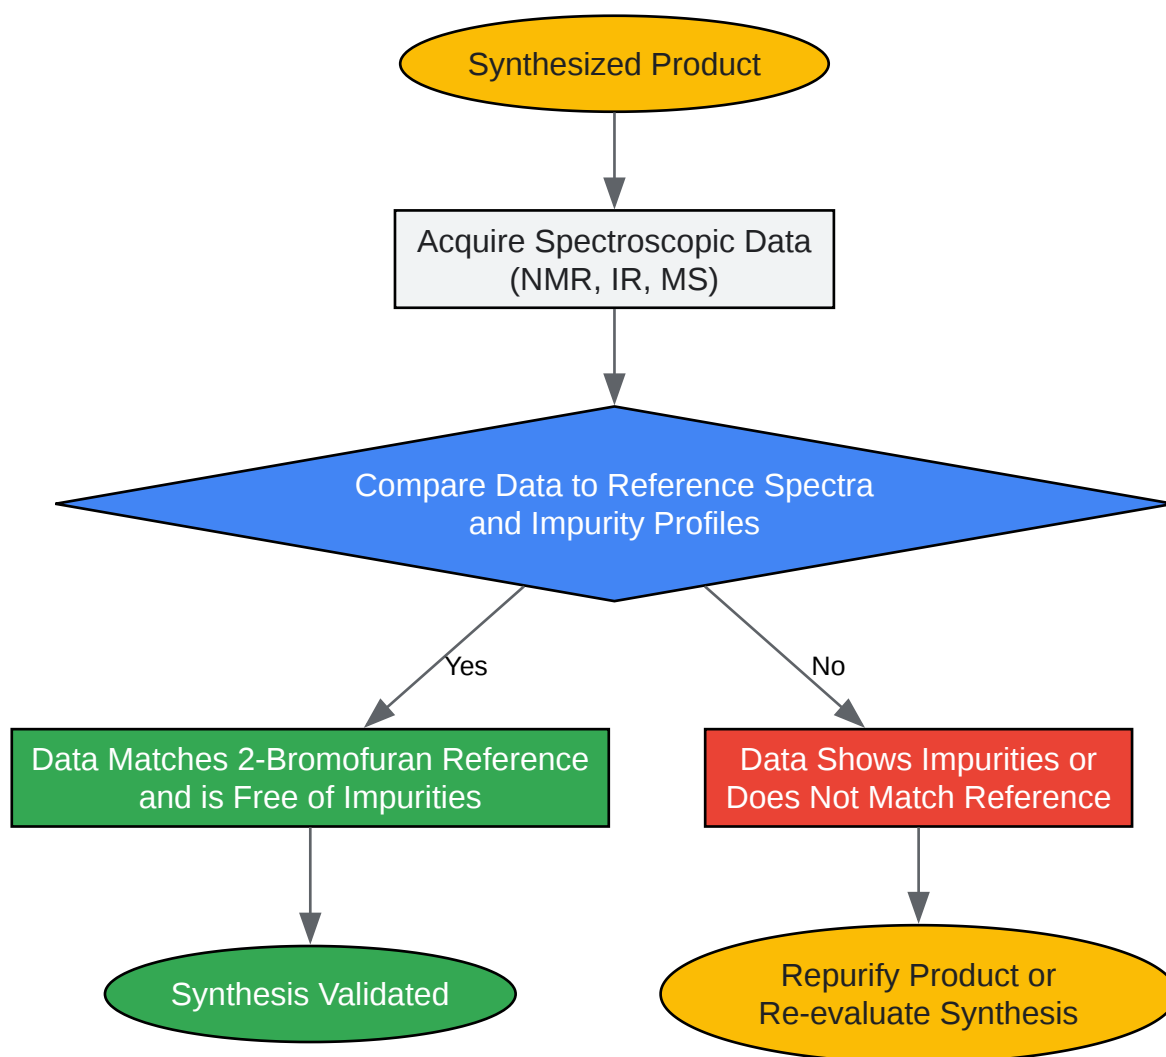 Synthesized Product
Acquire Spectroscopic Data
(NMR, IR, MS)
Compare Data to Reference Spectra
and Impurity Profiles
Yes
No
Data Matches 2-Bromofuran Reference
and is Free of Impurities
Data Shows Impurities or
Does Not Match Reference
Synthesis Validated
Repurify Product or
Re-evaluate Synthesis